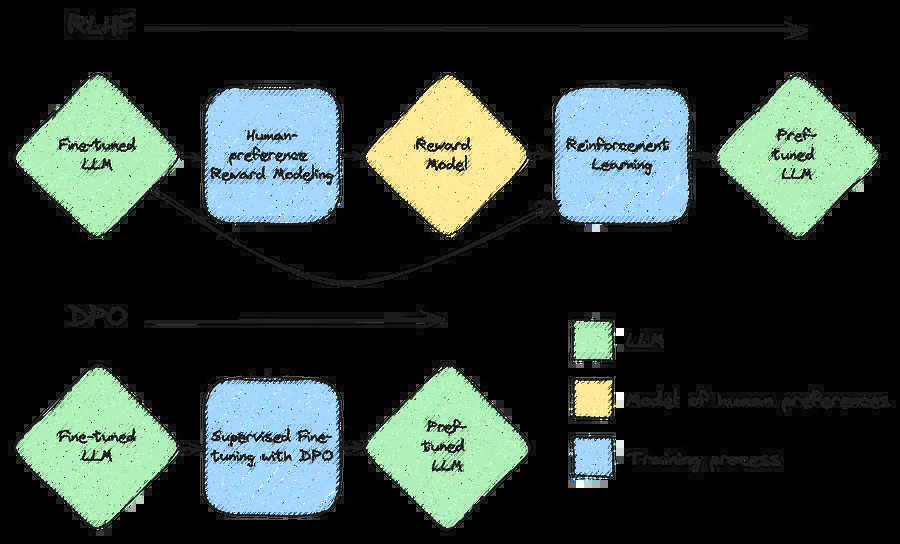 RLHF
Fine-tuned
LLM
Human-
preference
Reward Modeling
Reward
Model
Reinforcement
Learning
Pref-
tuned
LLM
DPO
Fine-tuned
LLM
Supervised Fine-
tuning with DPO
Pref-
tuned
LLM
LLM
Model of human preferences
Training process